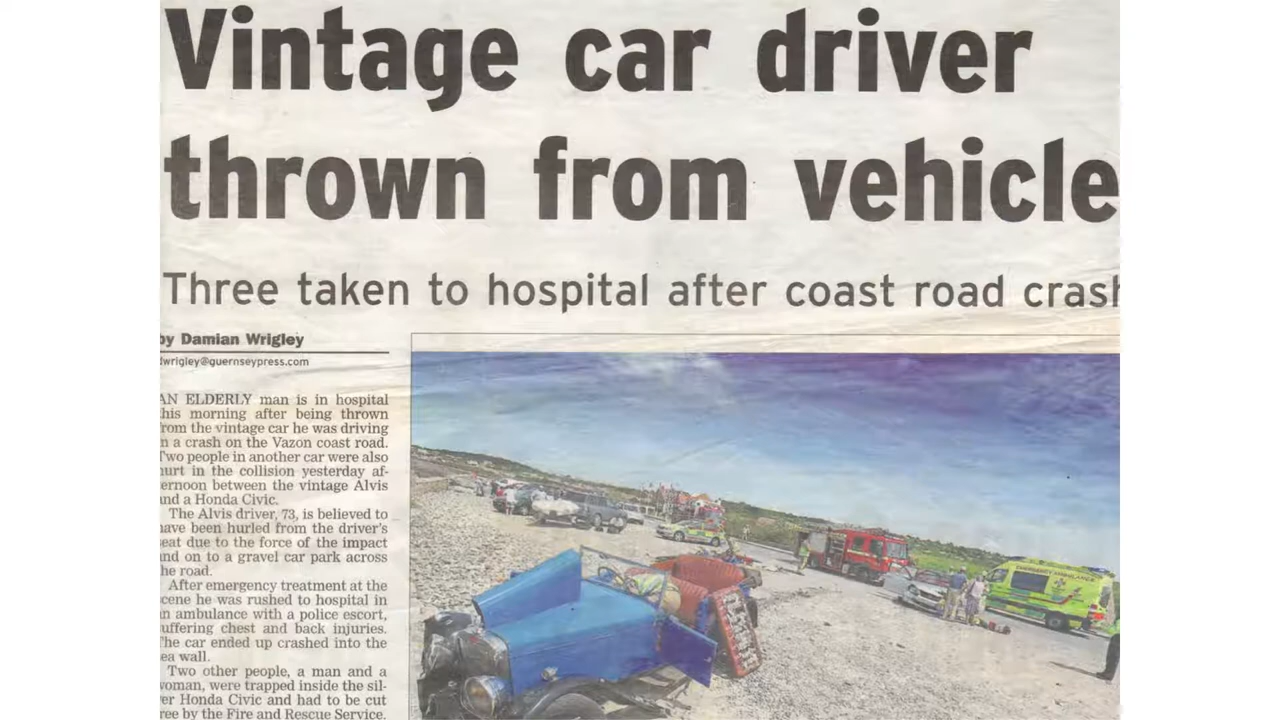 Vintage car driver
thrown from vehicle
Three taken to hospital after coast road crash
by Damian Wrigley
wrigley@guernseypress.com
AN ELDERLY man is in hospital
this morning after being thrown
from the vintage car he was driving
in a crash on the Vazon coast road.
Two people in another car were also
hurt in the collision yesterday af-
ternoon between the vintage Alvis
and a Honda Civic.
The Alvis driver, 73, is believed to
have been hurled from the driver's
seat due to the force of the impact
and on to a gravel car park across
the road.
After emergency treatment at the
scene he was rushed to hospital in
an ambulance with a police escort,
suffering chest and back injuries.
The car ended up crashed into the
sea wall.
Two other people, a man and a
woman, were trapped inside the sil-
ver Honda Civic and had to be cut
free by the Fire and Rescue Service.
EMERGENCY AMBULANCE